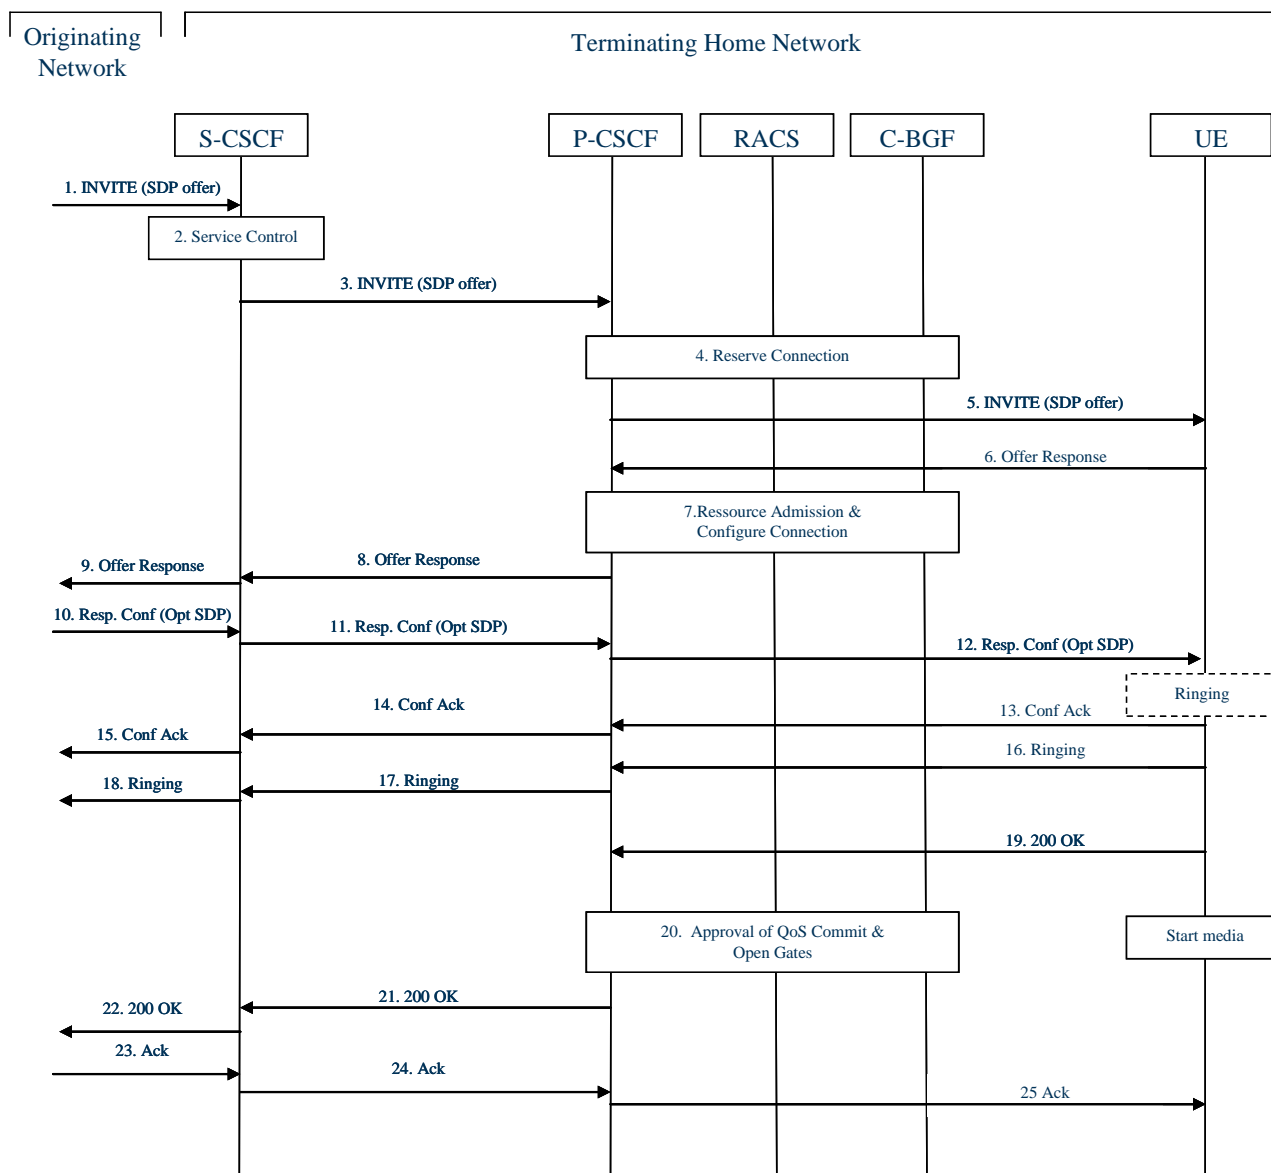 Originating
Network
Terminating Home Network
S-CSCF
P-CSCF
RACS
C-BGF
UE
1. INVITE (SDP offer)
2. Service Control
3. INVITE (SDP offer)
4. Reserve Connection
5. INVITE (SDP offer)
6. Offer Response
7.Ressource Admission &
Configure Connection
8. Offer Response
9. Offer Response
10. Resp. Conf (Opt SDP)
11. Resp. Conf (Opt SDP)
12. Resp. Conf (Opt SDP)
Ringing
13. Conf Ack
14. Conf Ack
15. Conf Ack
16. Ringing
17. Ringing
18. Ringing
19. 200 OK
20. Approval of QoS Commit &
Open Gates
Start media
21. 200 OK
22. 200 OK
23. Ack
24. Ack
25 Ack